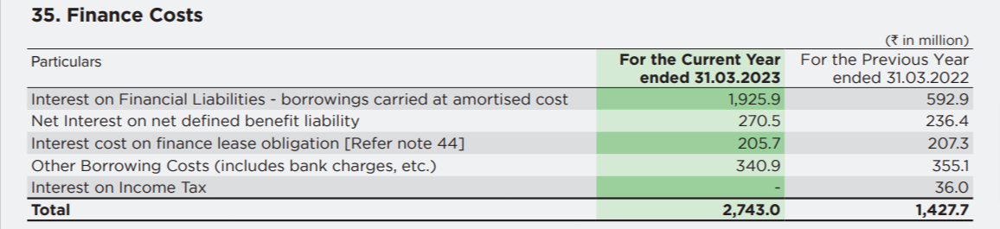 35. Finance Costs
(₹ in million)
Particulars For the Current Year ended 31.03.2023 For the Previous Year ended 31.03.2022
Interest on Financial Liabilities - borrowings carried at amortised cost 1,925.9 592.9
Net Interest on net defined benefit liability 270.5 236.4
Interest cost on finance lease obligation [Refer note 44] 205.7 207.3
Other Borrowing Costs (includes bank charges, etc.) 340.9 355.1
Interest on Income Tax - 36.0
Total 2,743.0 1,427.7